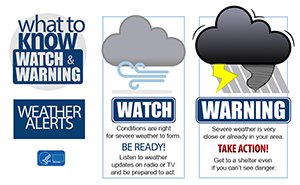 what to
know
WATCH &
WARNING
WEATHER
ALERTS
WATCH
Conditions are right
for severe weather to form.
BE READY!
Listen to weather
updates on radio or TV
and be prepared to act.
WARNING
Severe weather is very
close or already in your area.
TAKE ACTION!
Get to a shelter even
if you can't see danger.